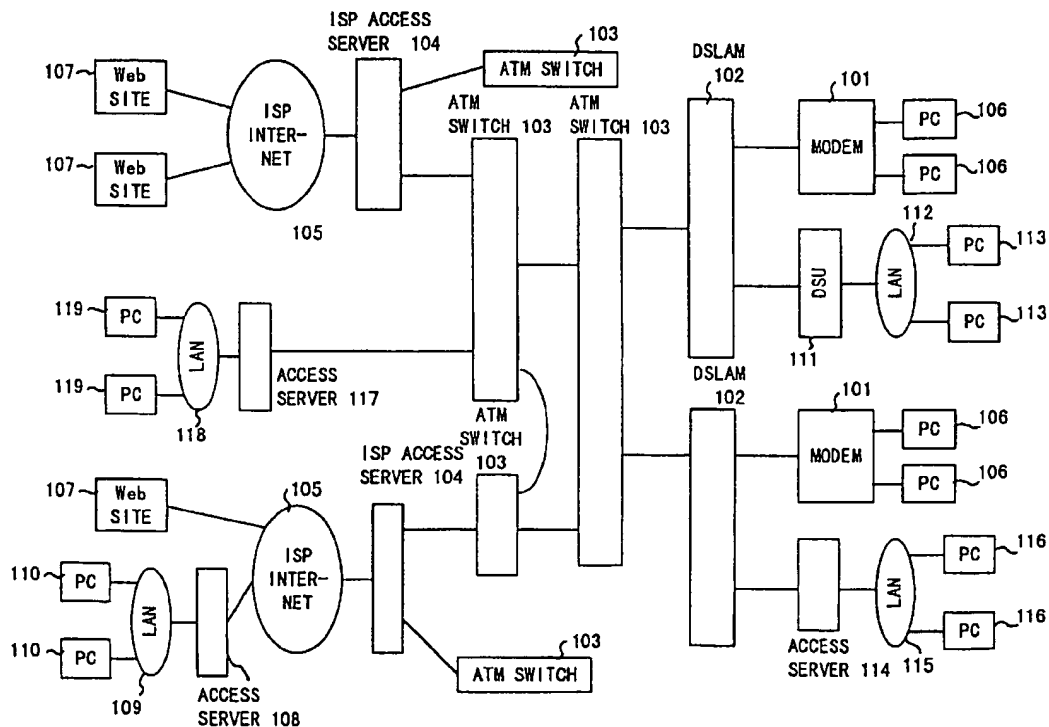 ISP ACCESS
SERVER 104
103
ATM SWITCH
DSLAM
102
101
107
Web
SITE
ISP
INTER-
NET
ATM
SWITCH 103
ATM
SWITCH 103
MODEM
PC
106
PC
106
107
Web
SITE
105
112
PC
113
DSU
LAN
PC
113
111
119
PC
LAN
ACCESS
SERVER 117
119
PC
118
DSLAM
102
101
ATM
SWITCH
103
ISP ACCESS
SERVER 104
MODEM
PC
106
PC
106
107
Web
SITE
105
ISP
INTER-
NET
110
PC
LAN
110
PC
109
ACCESS
SERVER 108
103
ATM SWITCH
PC
116
LAN
PC
116
ACCESS
SERVER 114
115